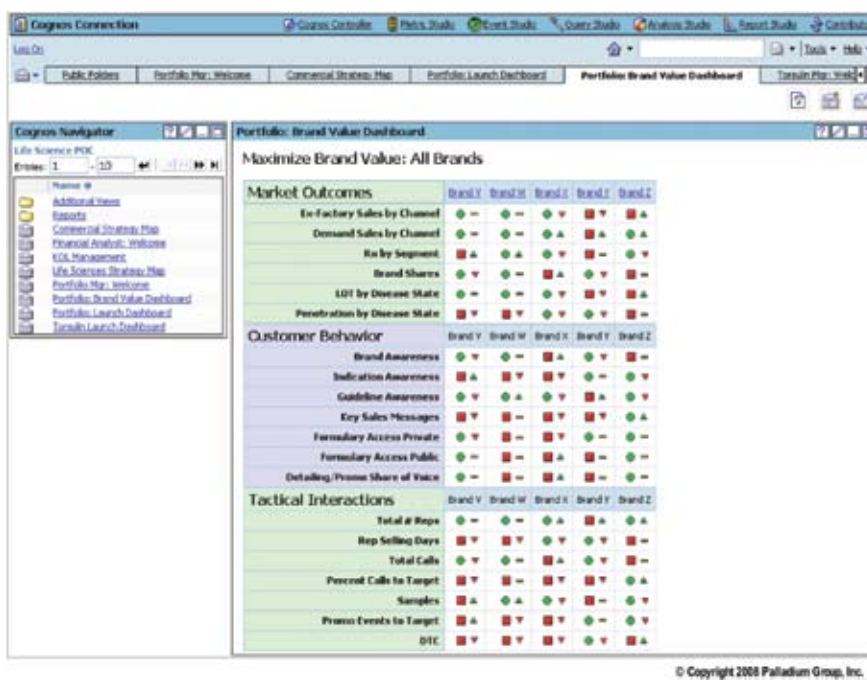 Cognos Connection
Cognos Controller Metric Studio Event Studio Query Studio Analysis Studio Report Studio
Log On
Tools Help
Public Folders Portfolio Mgr: Welcome Commercial Strategy Map Portfolio: Launch Dashboard Portfolio: Brand Value Dashboard
Cognos Navigator
Life Science POC
Entries: 1 - 10
Name
Additional Views
Reports
Commercial Strategy Map
Financial Analyst: Welcome
KOL Management
Life Sciences Strategy Map
Portfolio Mgr: Welcome
Portfolio: Brand Value Dashboard
Portfolio: Launch Dashboard
Launch Dashboard
Portfolio: Brand Value Dashboard
Maximize Brand Value: All Brands
Market Outcomes Brand Z
Ex-Factory Sales by Channel
Demand Sales by Channel
Rx by Segment
Brand Shares
LOT by Disease State
Penetration by Disease State
Customer Behavior Brand V Brand W Brand X Brand Y Brand Z
Brand Awareness
Indication Awareness
Guideline Awareness
Key Sales Messages
Formulary Access Private
Formulary Access Public
Detailing/Promo Share of Voice
Tactical Interactions Brand V Brand W Brand X Brand Y Brand Z
Total # Reps
Rep Selling Days
Total Calls
Percent Calls to Target
Samples
Promo Events to Target
DTC
© Copyright 2008 Palladium Group, Inc.